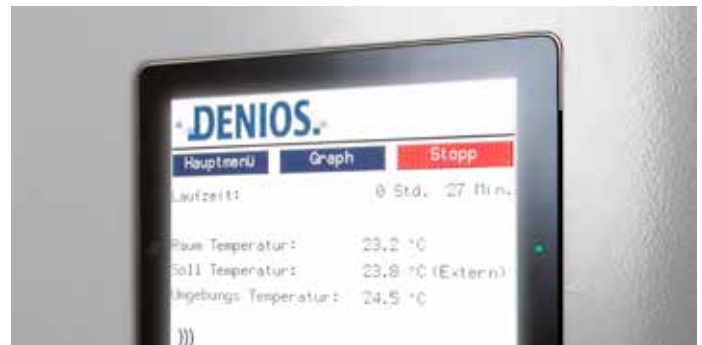 DENIOS.
Hauptmenü Graph Stopp
Laufzeit: 0 Std. 27 Min.
Raum Temperatur: 23.2 °C
Soll Temperatur: 23.8 °C (Extern)
Umgebungs Temperatur: 24.5 °C
)))